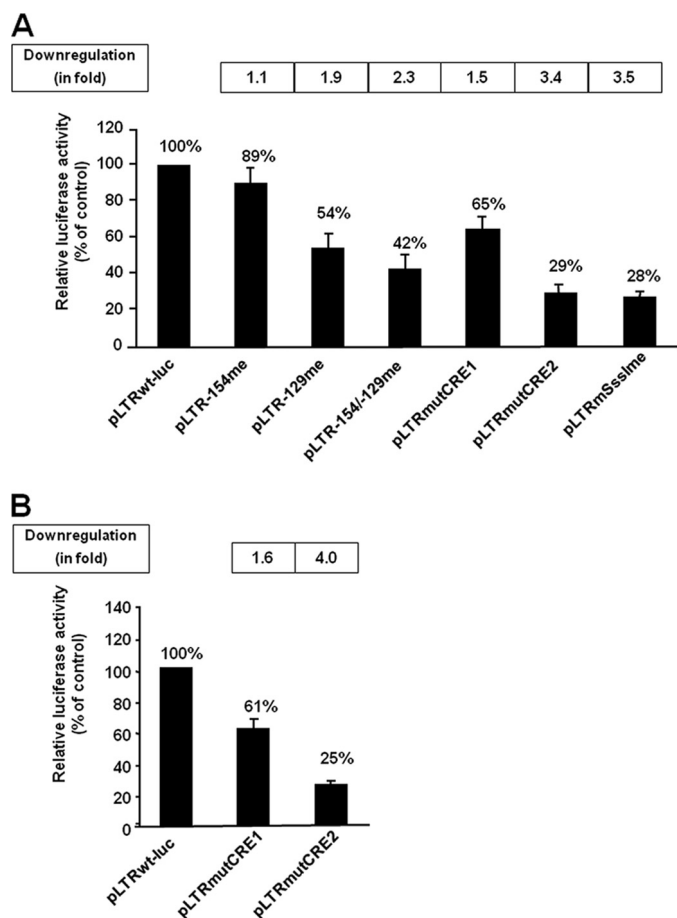 A
Downregulation
(in fold)
1.1 1.9 2.3 1.5 3.4 3.5
Relative luciferase activity
(% of control)
120
100
80
60
40
20
0
100%
89%
54%
42%
65%
29%
28%
pLTRwt-luc
pLTR-154me
pLTR-129me
pLTR-154/-129me
pLTRmutCRE1
pLTRmutCRE2
pLTRmSssIme
B
Downregulation
(in fold)
1.6 4.0
Relative luciferase activity
(% of control)
140
120
100
80
60
40
20
0
100%
61%
25%
pLTRwt-luc
pLTRmutCRE1
pLTRmutCRE2